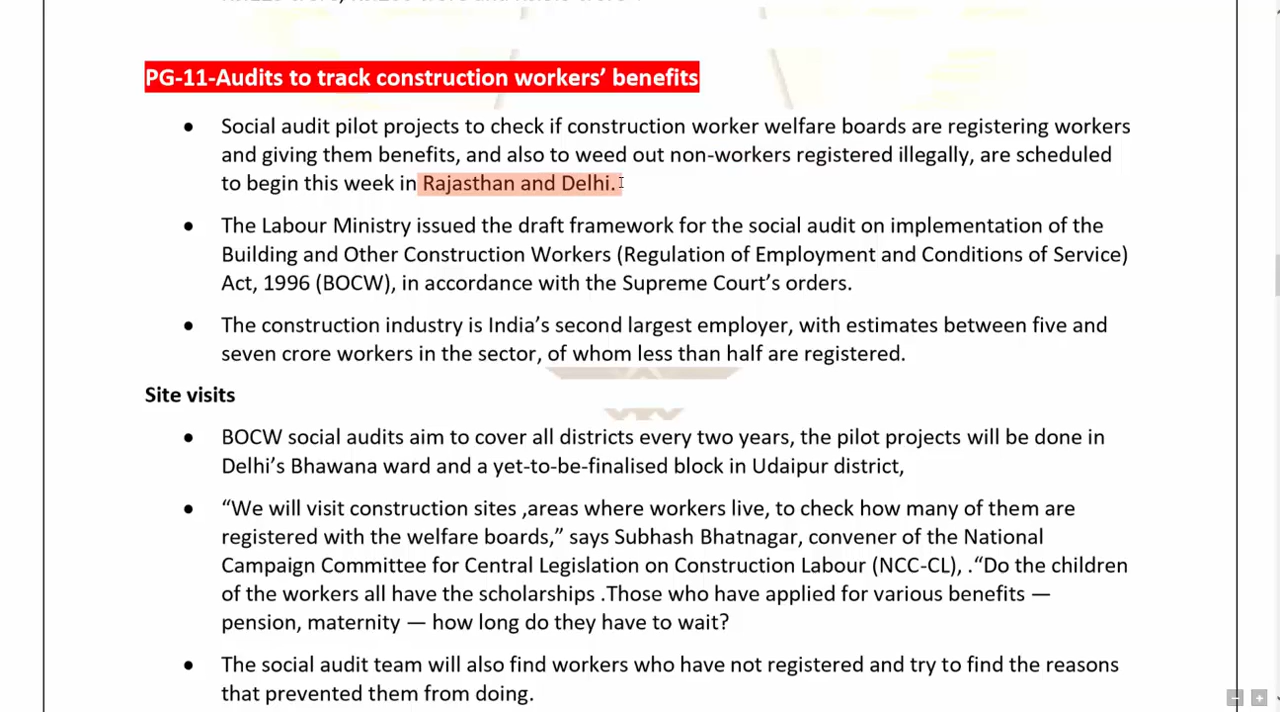 PG-11-Audits to track construction workers’ benefits
• Social audit pilot projects to check if construction worker welfare boards are registering workers
and giving them benefits, and also to weed out non-workers registered illegally, are scheduled
to begin this week in Rajasthan and Delhi.
• The Labour Ministry issued the draft framework for the social audit on implementation of the
Building and Other Construction Workers (Regulation of Employment and Conditions of Service)
Act, 1996 (BOCW), in accordance with the Supreme Court’s orders.
• The construction industry is India’s second largest employer, with estimates between five and
seven crore workers in the sector, of whom less than half are registered.
Site visits
• BOCW social audits aim to cover all districts every two years, the pilot projects will be done in
Delhi’s Bhawana ward and a yet-to-be-finalised block in Udaipur district,
• “We will visit construction sites ,areas where workers live, to check how many of them are
registered with the welfare boards,” says Subhash Bhatnagar, convener of the National
Campaign Committee for Central Legislation on Construction Labour (NCC-CL), .“Do the children
of the workers all have the scholarships .Those who have applied for various benefits —
pension, maternity — how long do they have to wait?
• The social audit team will also find workers who have not registered and try to find the reasons
that prevented them from doing.